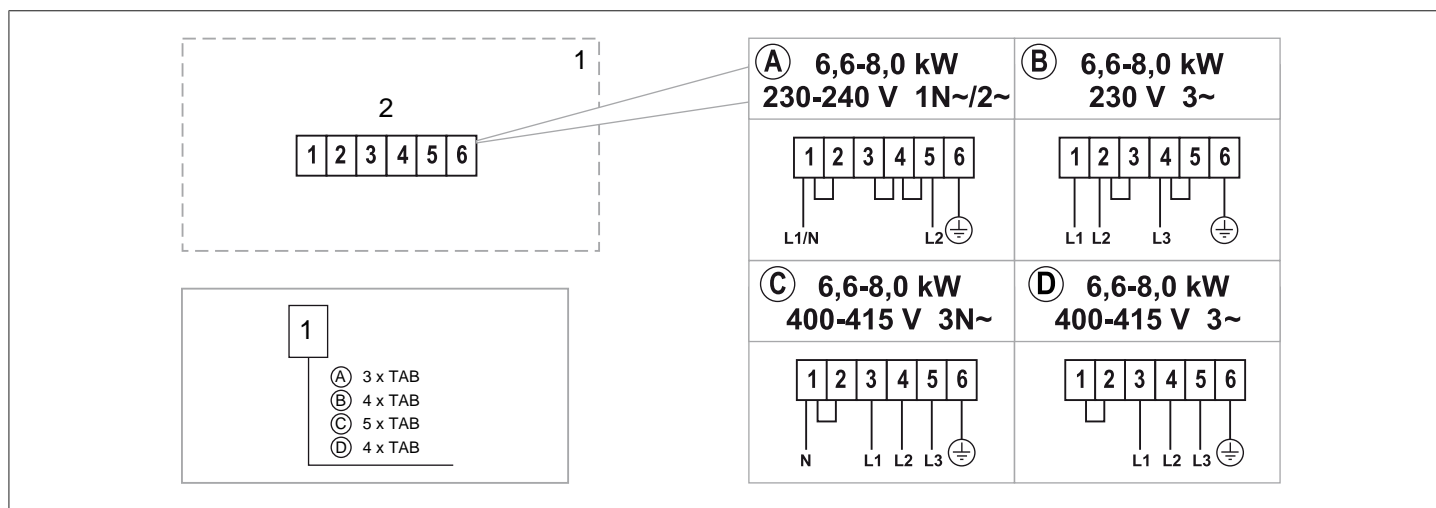 1
2
1 2 3 4 5 6
1
A 3 x TAB
B 4 x TAB
C 5 x TAB
D 4 x TAB
A 6,6-8,0 kW
230-240 V 1N~/2~
1 2 3 4 5 6
L1/N L2
B 6,6-8,0 kW
230 V 3~
1 2 3 4 5 6
L1 L2 L3
C 6,6-8,0 kW
400-415 V 3N~
1 2 3 4 5 6
N L1 L2 L3
D 6,6-8,0 kW
400-415 V 3~
1 2 3 4 5 6
L1 L2 L3